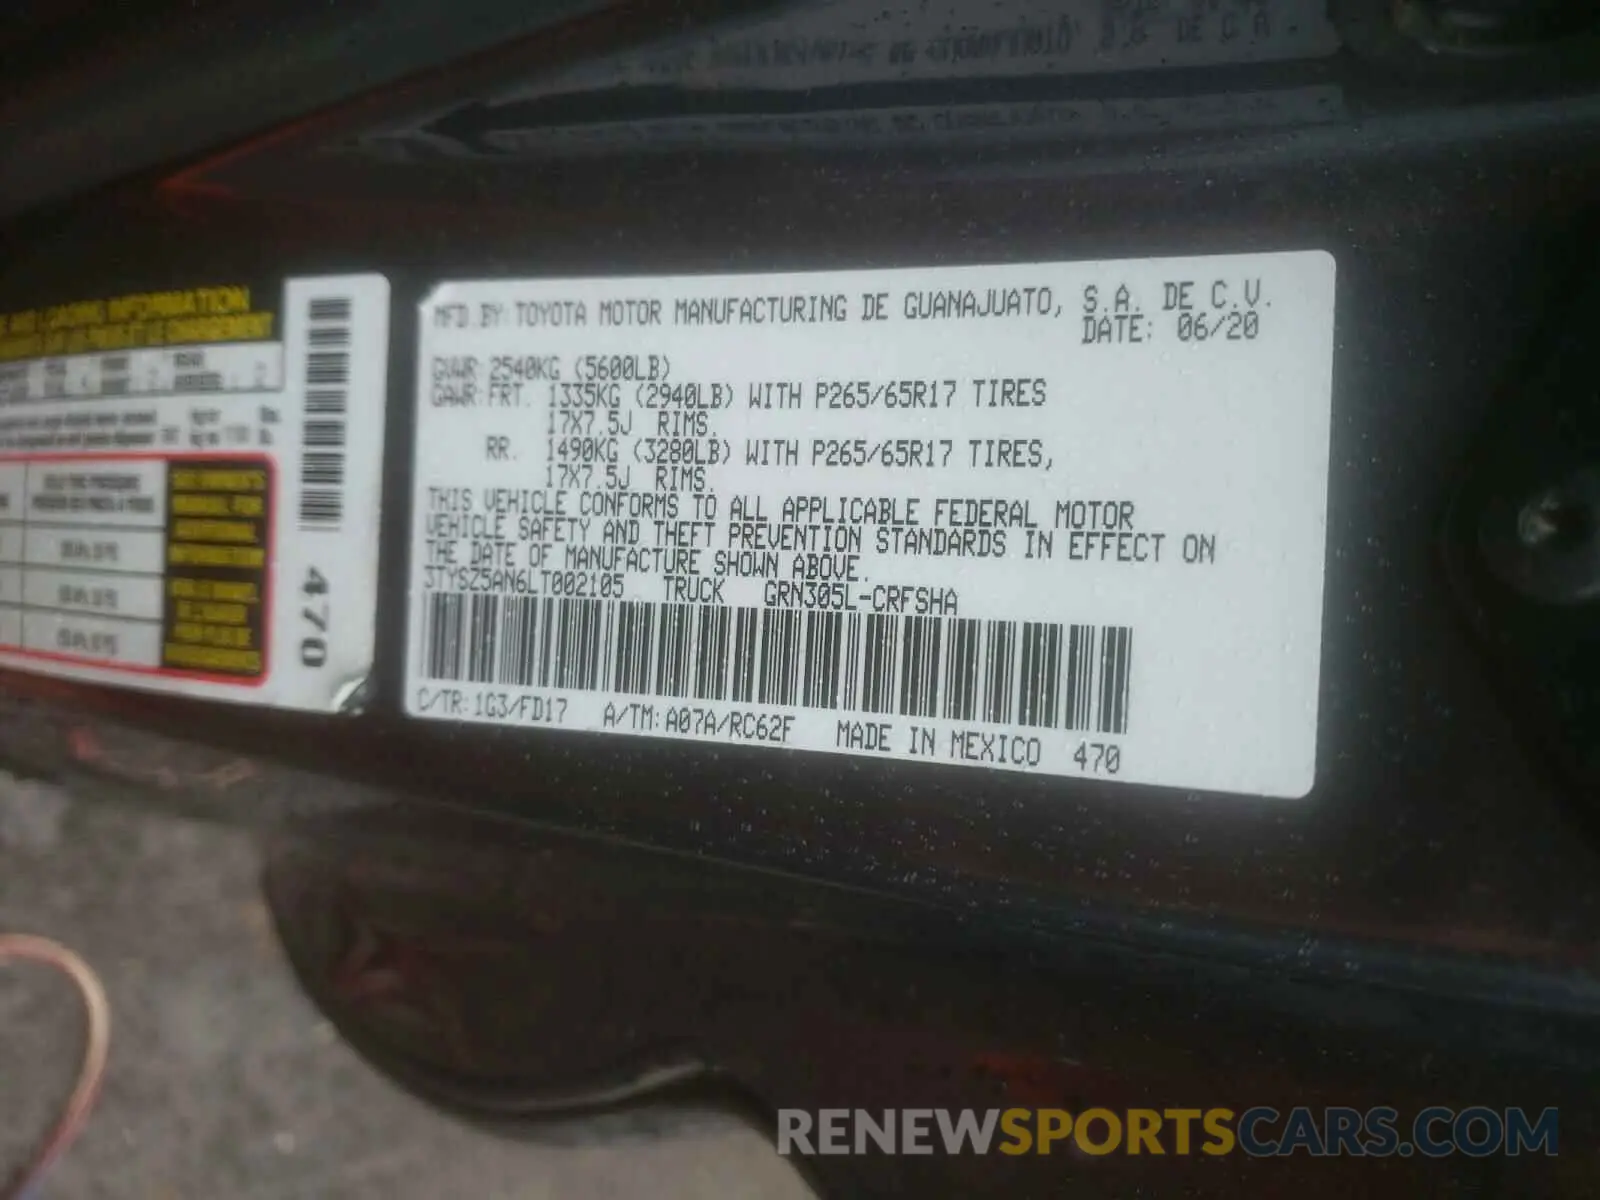 MFD.BY:TOYOTA MOTOR MANUFACTURING DE GUANAJUATO, S.A. DE C.V.
DATE: 06/20
GVWR:2540KG (5600LB)
GAWR:FRT. 1335KG (2940LB) WITH P265/65R17 TIRES
17X7.5J RIMS.
RR. 1490KG (3280LB) WITH P265/65R17 TIRES,
17X7.5J RIMS.
THIS VEHICLE CONFORMS TO ALL APPLICABLE FEDERAL MOTOR
VEHICLE SAFETY AND THEFT PREVENTION STANDARDS IN EFFECT ON
THE DATE OF MANUFACTURE SHOWN ABOVE.
3TYSZ5AN6LT002105 TRUCK GRN305L-CRFSHA
C/TR:1G3/FD17 A/TM:A07A/RC62F MADE IN MEXICO 470
470
LOADING INFORMATION
RENEWSPORTSCARS.COM